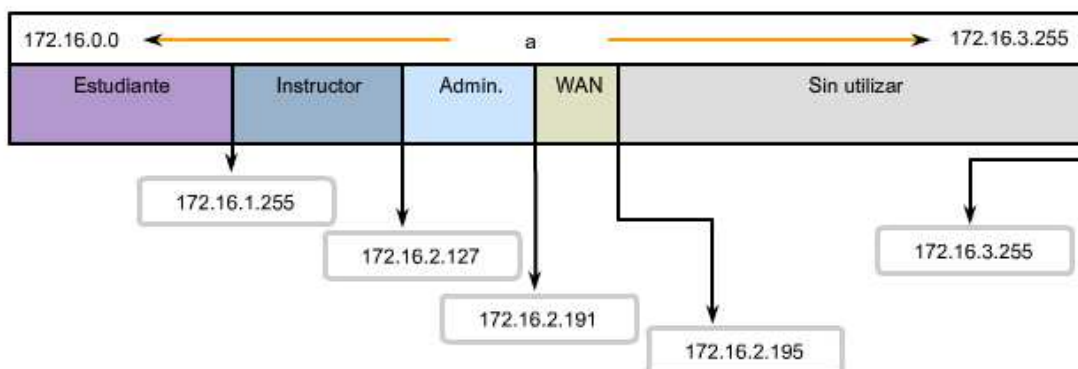 172.16.0.0 a 172.16.3.255
Estudiante Instructor Admin. WAN Sin utilizar
172.16.1.255
172.16.2.127
172.16.3.255
172.16.2.191
172.16.2.195